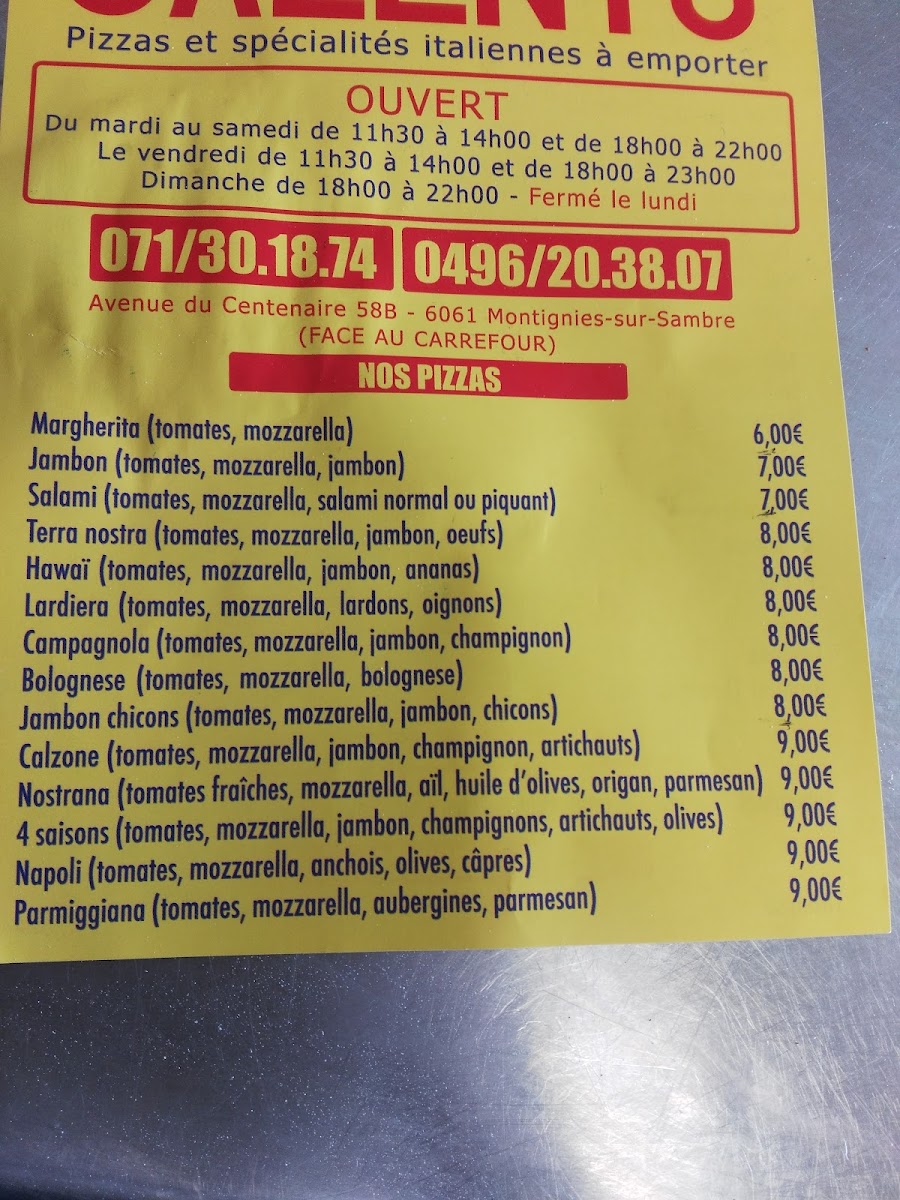 SALENTO
Pizzas et spécialités italiennes à emporter
OUVERT
Du mardi au samedi de 11h30 à 14h00 et de 18h00 à 22h00
Le vendredi de 11h30 à 14h00 et de 18h00 à 23h00
Dimanche de 18h00 à 22h00 - Fermé le lundi
071/30.18.74 0496/20.38.07
Avenue du Centenaire 58B - 6061 Montignies-sur-Sambre
(FACE AU CARREFOUR)
NOS PIZZAS
Margherita (tomates, mozzarella) 6,00€
Jambon (tomates, mozzarella, jambon) 7,00€
Salami (tomates, mozzarella, salami normal ou piquant) 7,00€
Terra nostra (tomates, mozzarella, jambon, oeufs) 8,00€
Hawaï (tomates, mozzarella, jambon, ananas) 8,00€
Lardiera (tomates, mozzarella, lardons, oignons) 8,00€
Campagnola (tomates, mozzarella, jambon, champignon) 8,00€
Bolognese (tomates, mozzarella, bolognese) 8,00€
Jambon chicons (tomates, mozzarella, jambon, chicons) 8,00€
Calzone (tomates, mozzarella, jambon, champignon, artichauts) 9,00€
Nostrana (tomates fraîches, mozzarella, aïl, huile d'olives, origan, parmesan) 9,00€
4 saisons (tomates, mozzarella, jambon, champignons, artichauts, olives) 9,00€
Napoli (tomates, mozzarella, anchois, olives, câpres) 9,00€
Parmiggiana (tomates, mozzarella, aubergines, parmesan) 9,00€